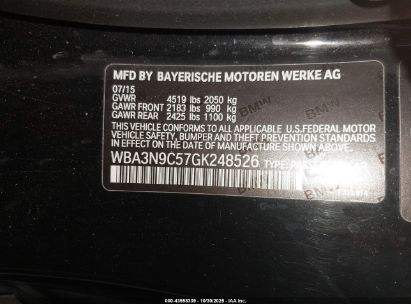 MFD BY BAYERISCHE MOTOREN WERKE AG
07/15
GVWR 4519 lbs 2050 kg
GAWR FRONT 2183 lbs 990 kg
GAWR REAR 2425 lbs 1100 kg
THIS VEHICLE CONFORMS TO ALL APPLICABLE U.S. FEDERAL MOTOR
VEHICLE SAFETY, BUMPER AND THEFT PREVENTION STANDARDS
IN EFFECT ON THE DATE OF MANUFACTURE SHOWN ABOVE.
WBA3N9C57GK248526 TYPE:
BMW